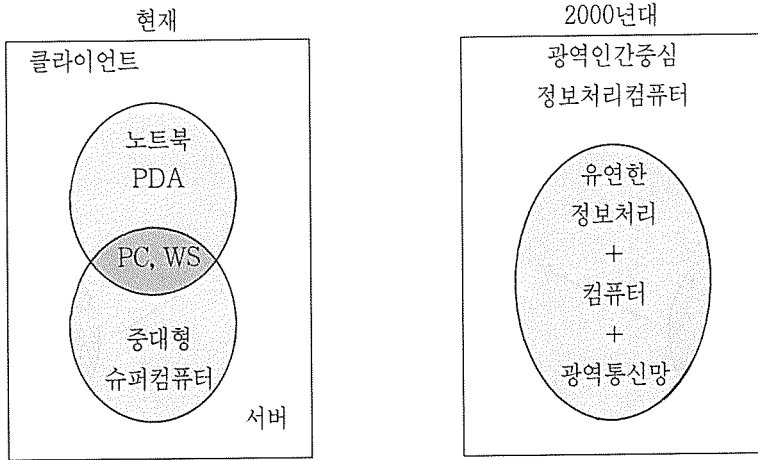 현재
클라이언트
노트북
PDA
PC, WS
중대형
슈퍼컴퓨터
서버
2000년대
광역인간중심
정보처리컴퓨터
유연한
정보처리
+
컴퓨터
+
광역통신망